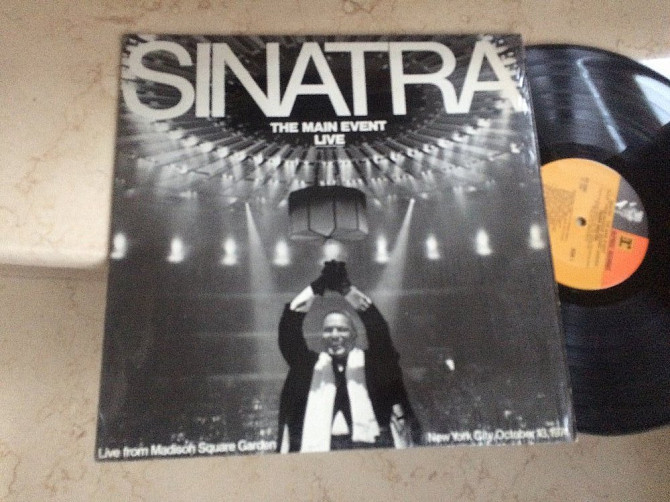 SINATRA
THE MAIN EVENT
LIVE
Live from Madison Square Garden
New York City, October 13, 1974